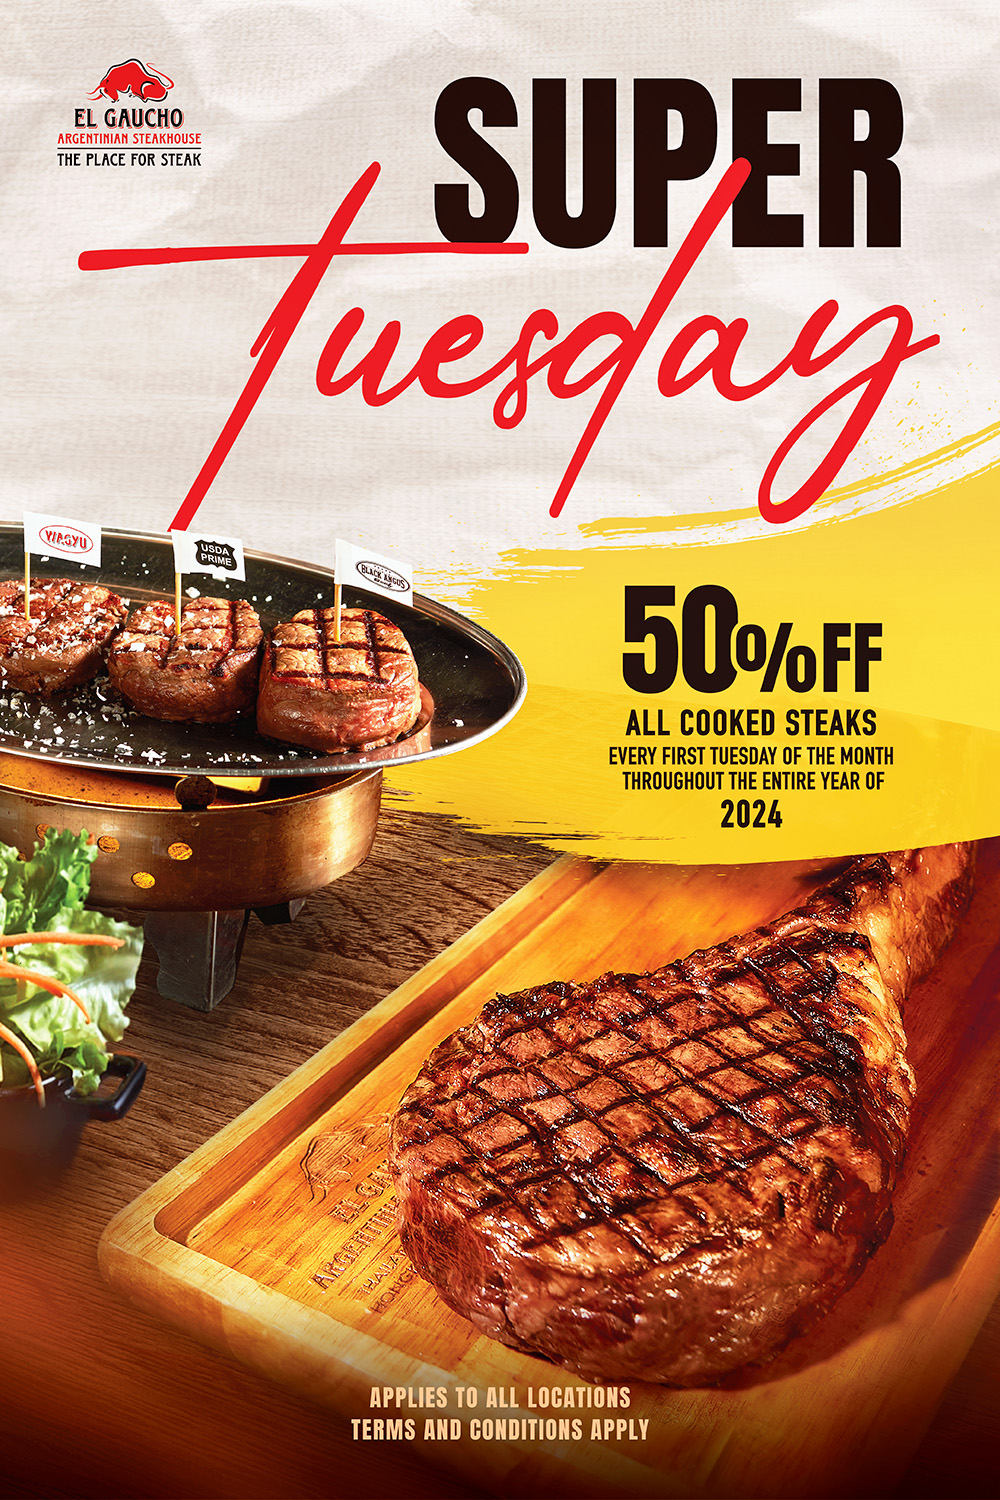 EL GAUCHO
ARGENTINIAN STEAKHOUSE
THE PLACE FOR STEAK
SUPER
Tuesday
WAGYU
USDA
PRIME
BLACK ANGUS
50%FF
ALL COOKED STEAKS
EVERY FIRST TUESDAY OF THE MONTH
THROUGHOUT THE ENTIRE YEAR OF
2024
APPLIES TO ALL LOCATIONS
TERMS AND CONDITIONS APPLY